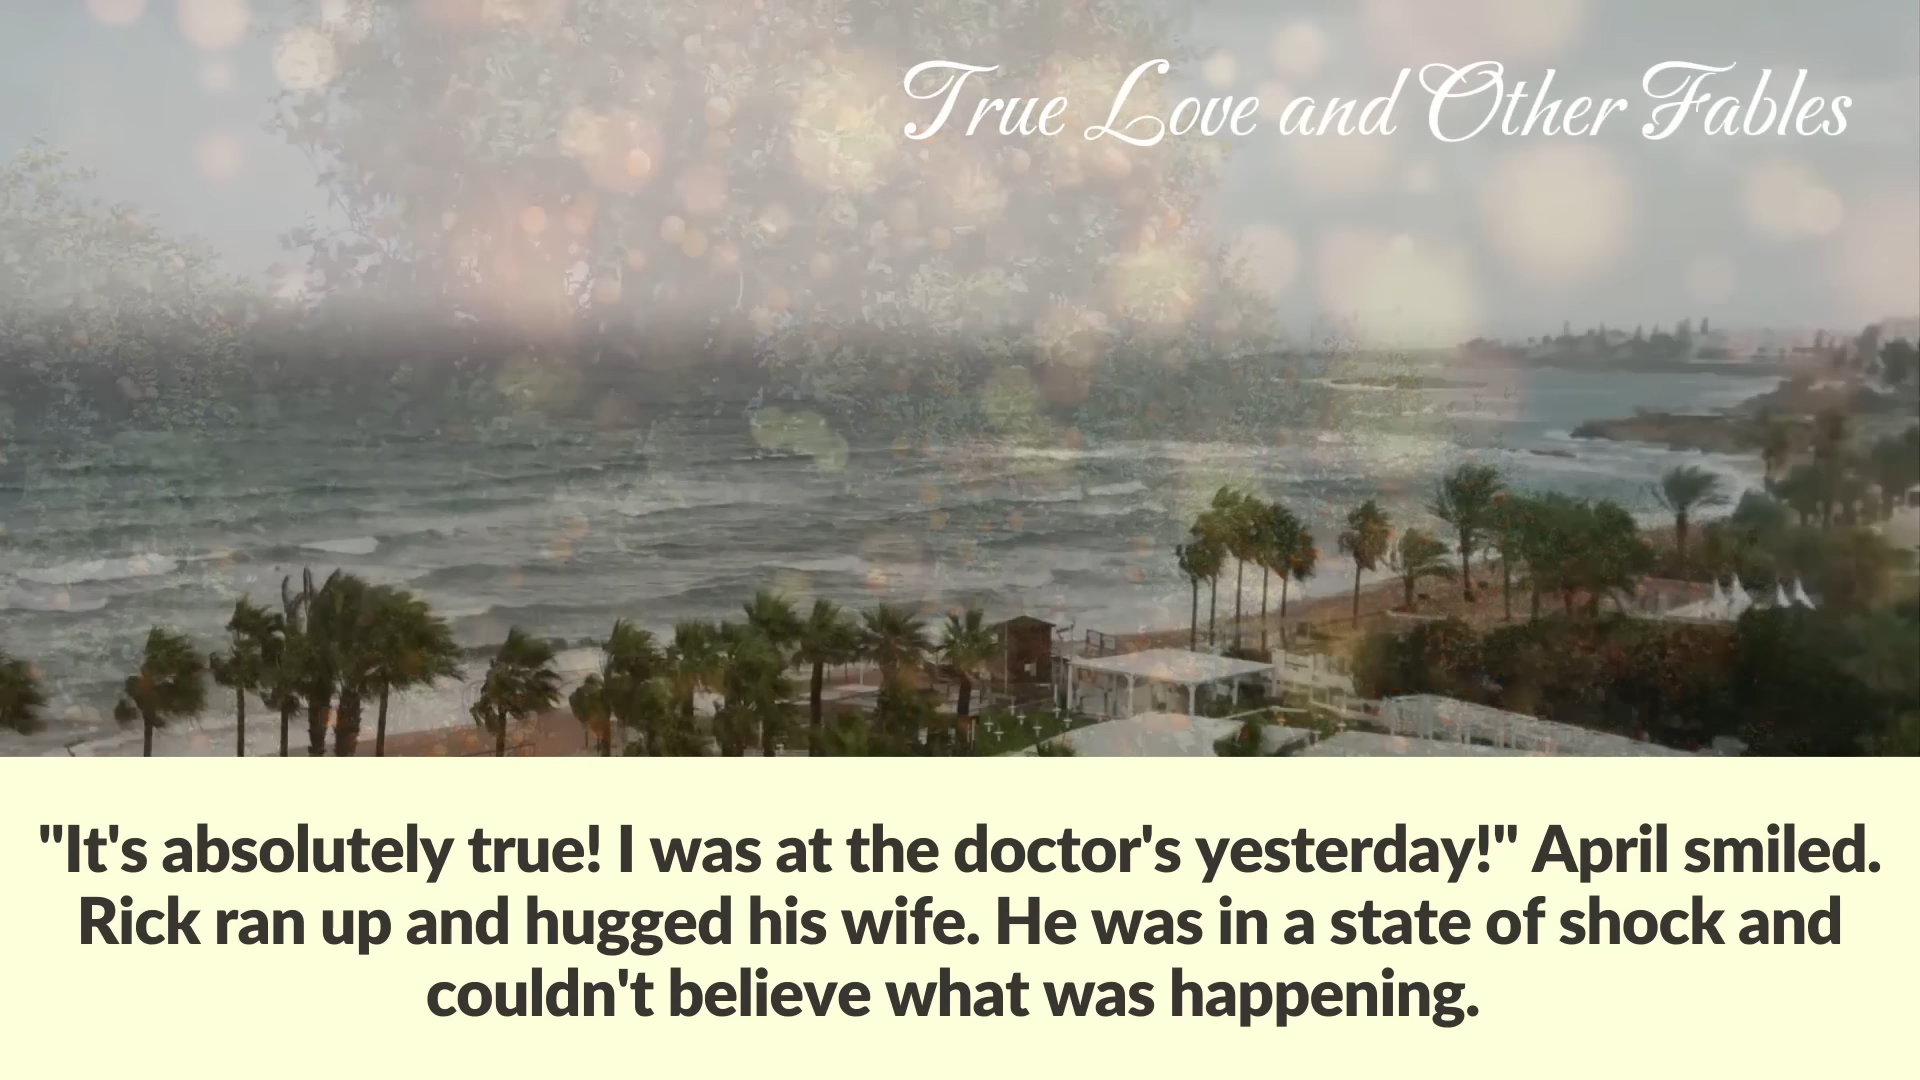 True Love and Other Fables
"It's absolutely true! I was at the doctor's yesterday!" April smiled.
Rick ran up and hugged his wife. He was in a state of shock and
couldn't believe what was happening.